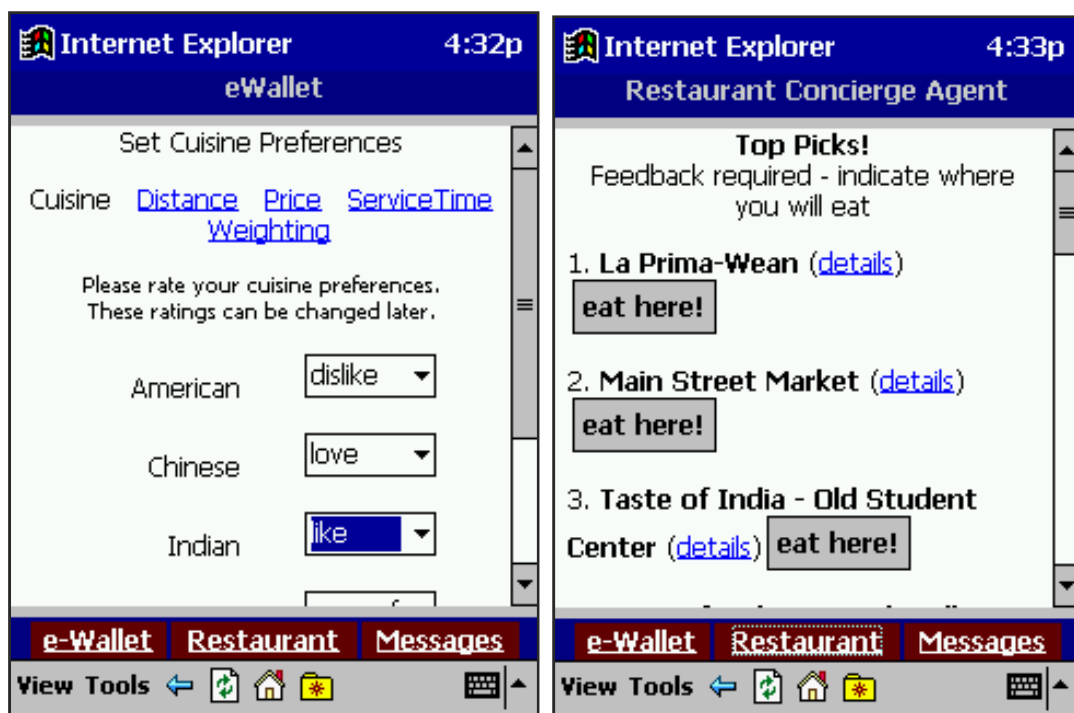 Internet Explorer 4:32p
eWallet
Set Cuisine Preferences
Cuisine Distance Price ServiceTime
Weighting
Please rate your cuisine preferences.
These ratings can be changed later.
American dislike
Chinese love
Indian like
e-Wallet Restaurant Messages
View Tools
Internet Explorer 4:33p
Restaurant Concierge Agent
Top Picks!
Feedback required - indicate where
you will eat
1. La Prima-Wean (details)
eat here!
2. Main Street Market (details)
eat here!
3. Taste of India - Old Student
Center (details) eat here!
e-Wallet Restaurant Messages
View Tools